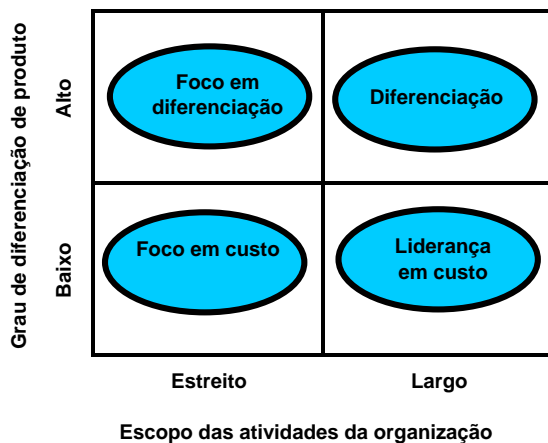 Grau de diferenciação de produto
Alto
Foco em
diferenciação
Diferenciação
Baixo
Foco em custo
Liderança
em custo
Estreito
Largo
Escopo das atividades da organização